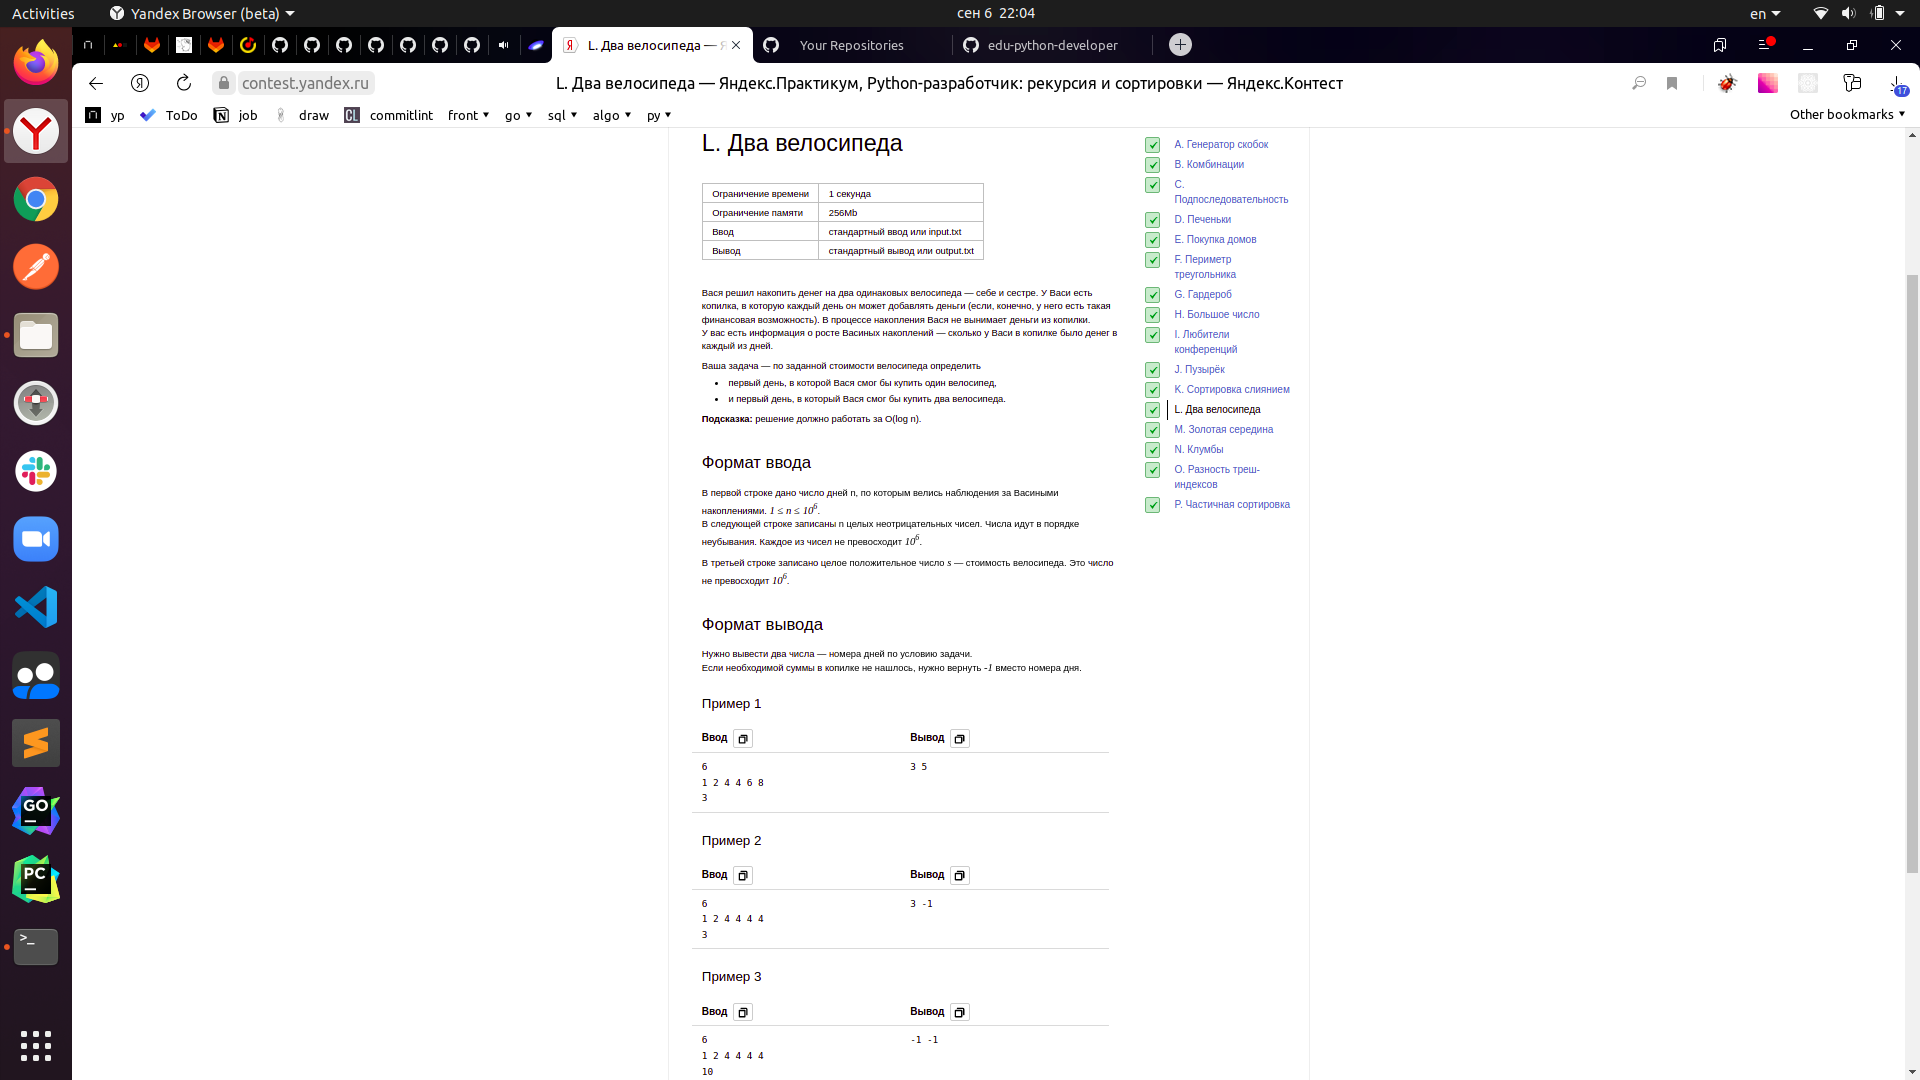 Activities
Yandex Browser (beta)
сен 6 22:04
en
L. Два велосипеда — Я
Your Repositories
edu-python-developer
contest.yandex.ru
L. Два велосипеда — Яндекс.Практикум, Python-разработчик: рекурсия и сортировки — Яндекс.Контест
17
yp
ToDo
job
draw
CL
commitlint
front
go
sql
algo
py
Other bookmarks
L. Два велосипеда
Ограничение времени 1 секунда
Ограничение памяти 256Mb
Ввод стандартный ввод или input.txt
Вывод стандартный вывод или output.txt
Вася решил накопить денег на два одинаковых велосипеда — себе и сестре. У Васи есть
копилка, в которую каждый день он может добавлять деньги (если, конечно, у него есть такая
финансовая возможность). В процессе накопления Вася не вынимает деньги из копилки.
У вас есть информация о росте Васиных накоплений — сколько у Васи в копилке было денег в
каждый из дней.
Ваша задача — по заданной стоимости велосипеда определить
• первый день, в которой Вася смог бы купить один велосипед,
• и первый день, в который Вася смог бы купить два велосипеда.
Подсказка: решение должно работать за O(log n).
Формат ввода
В первой строке дано число дней n, по которым велись наблюдения за Васиными
накоплениями. 1 ≤ n ≤ 10⁶.
В следующей строке записаны n целых неотрицательных чисел. Числа идут в порядке
неубывания. Каждое из чисел не превосходит 10⁶.
В третьей строке записано целое положительное число s — стоимость велосипеда. Это число
не превосходит 10⁶.
Формат вывода
Нужно вывести два числа — номера дней по условию задачи.
Если необходимой суммы в копилке не нашлось, нужно вернуть -1 вместо номера дня.
Пример 1
Ввод Вывод
6 3 5
1 2 4 4 6 8
3
Пример 2
Ввод Вывод
6 3 -1
1 2 4 4 4 4
3
Пример 3
Ввод Вывод
6 -1 -1
1 2 4 4 4 4
10
A. Генератор скобок
B. Комбинации
C.
Подпоследовательность
D. Печеньки
E. Покупка домов
F. Периметр
треугольника
G. Гардероб
H. Большое число
I. Любители
конференций
J. Пузырёк
K. Сортировка слиянием
L. Два велосипеда
M. Золотая середина
N. Клумбы
O. Разность треш-
индексов
P. Частичная сортировка
GO
PC
>_